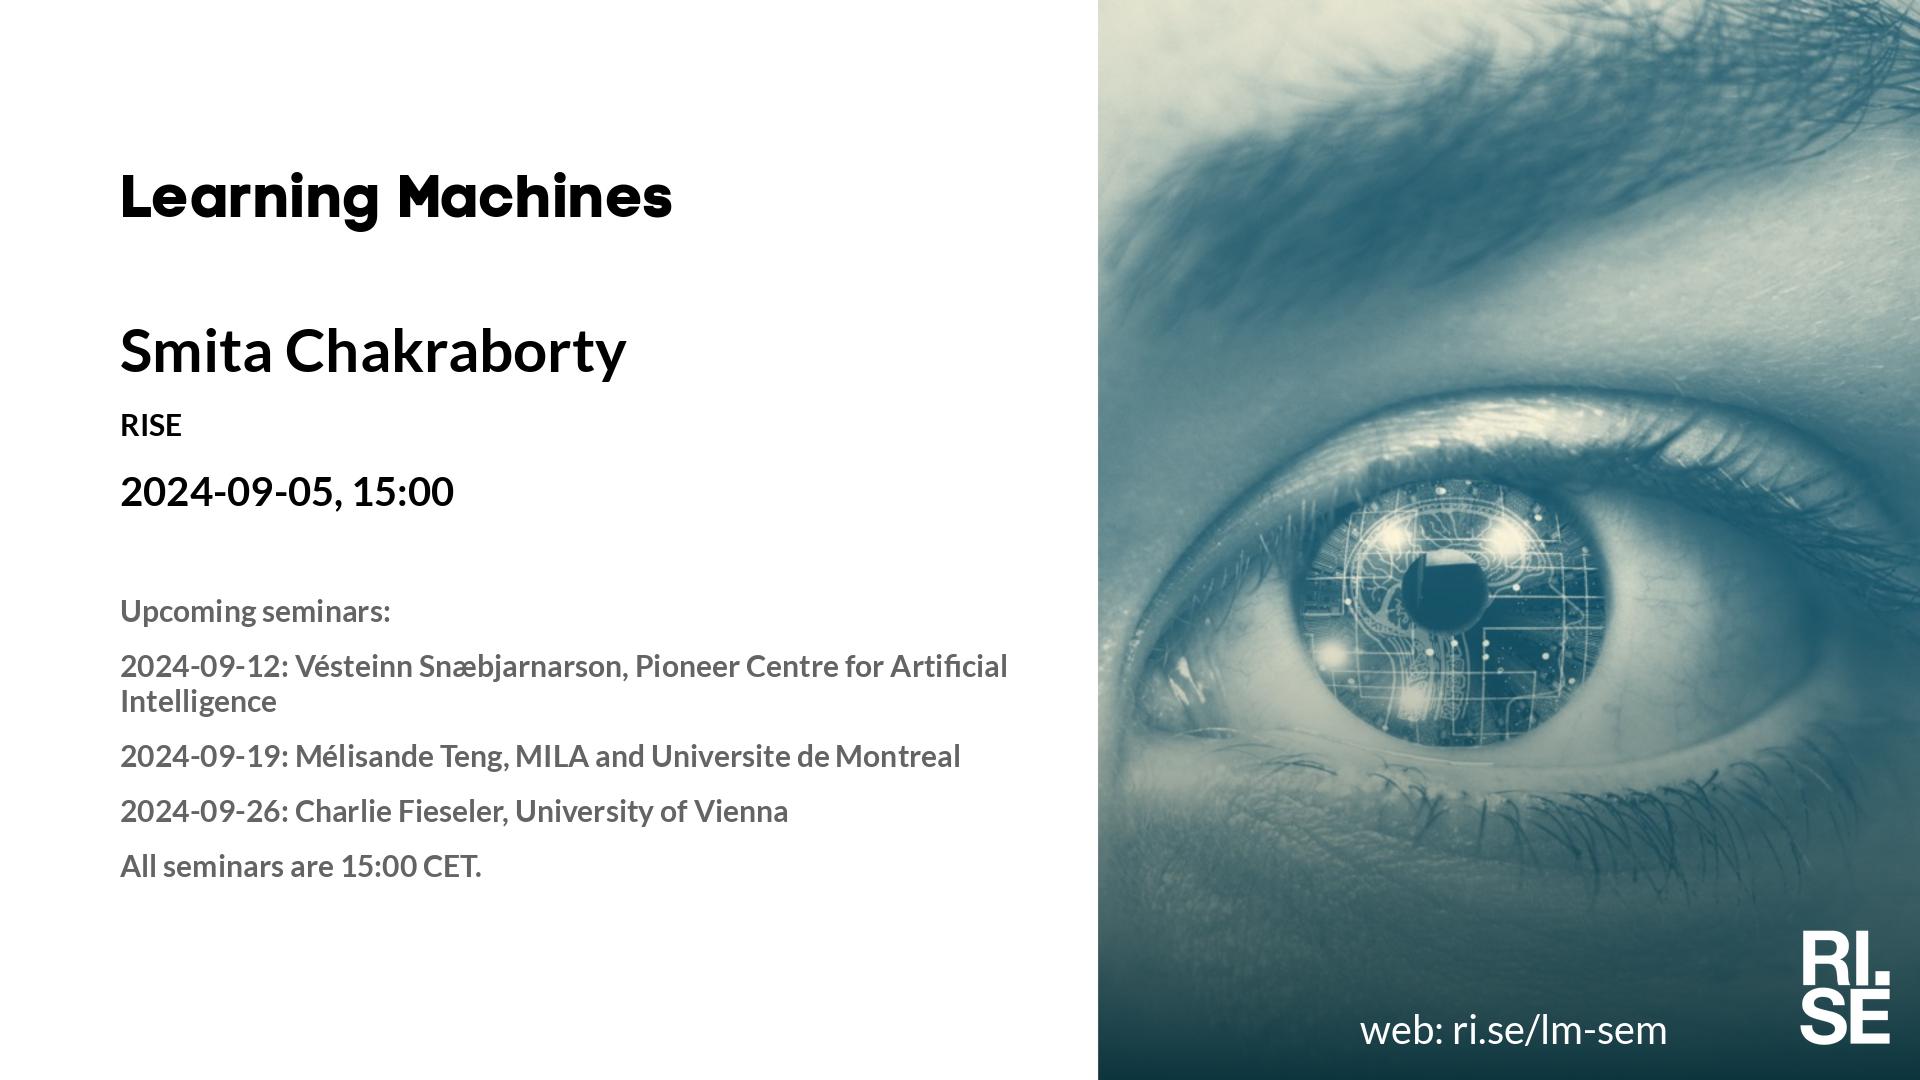 Learning Machines
Smita Chakraborty
RISE
2024-09-05, 15:00
Upcoming seminars:
2024-09-12: Vésteinn Snæbjarnarson, Pioneer Centre for Artificial
Intelligence
2024-09-19: Mélisande Teng, MILA and Universite de Montreal
2024-09-26: Charlie Fieseler, University of Vienna
All seminars are 15:00 CET.
RI.
SE
web: ri.se/lm-sem